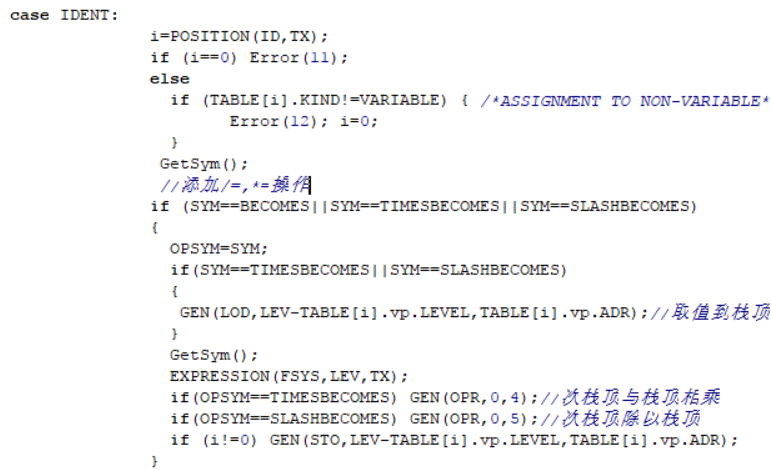 case IDENT:
i=POSITION(ID,TX);
if (i==0) Error(11);
else
if (TABLE[i].KIND!=VARIABLE) { /*ASSIGNMENT TO NON-VARIABLE*
Error(12); i=0;
}
GetSym();
//添加/=,*=操作
if (SYM==BECOMES||SYM==TIMESBECOMES||SYM==SLASHBECOMES)
{
OPSYM=SYM;
if(SYM==TIMESBECOMES||SYM==SLASHBECOMES)
{
GEN(LOD,LEV-TABLE[i].vp.LEVEL,TABLE[i].vp.ADR);//取值到栈顶
}
GetSym();
EXPRESSION(FSYS,LEV,TX);
if(OPSYM==TIMESBECOMES) GEN(OPR,0,4);//次栈顶与栈顶相乘
if(OPSYM==SLASHBECOMES) GEN(OPR,0,5);//次栈顶除以栈顶
if (i!=0) GEN(STO,LEV-TABLE[i].vp.LEVEL,TABLE[i].vp.ADR);
}